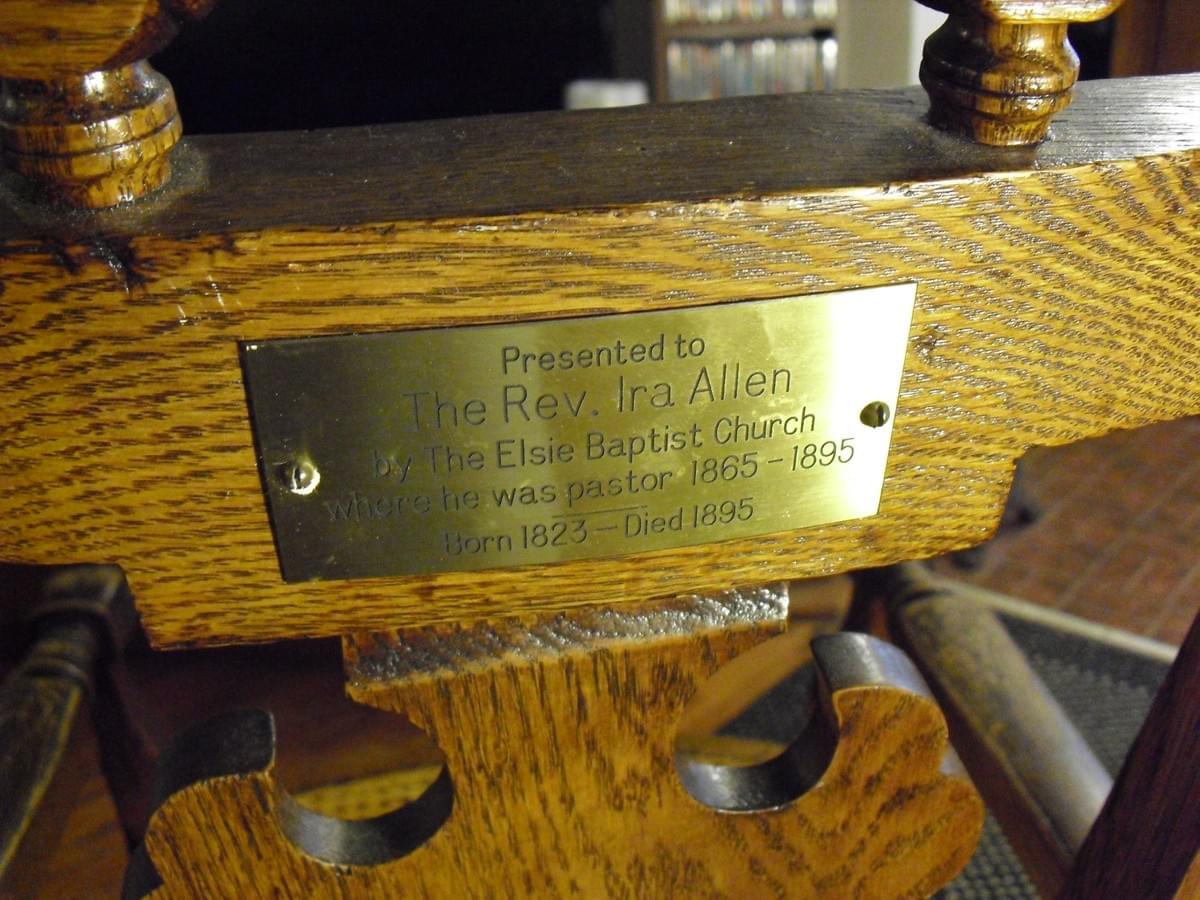 Presented to
The Rev. Ira Allen
by The Elsie Baptist Church
where he was pastor 1865-1895
Born 1823 — Died 1895